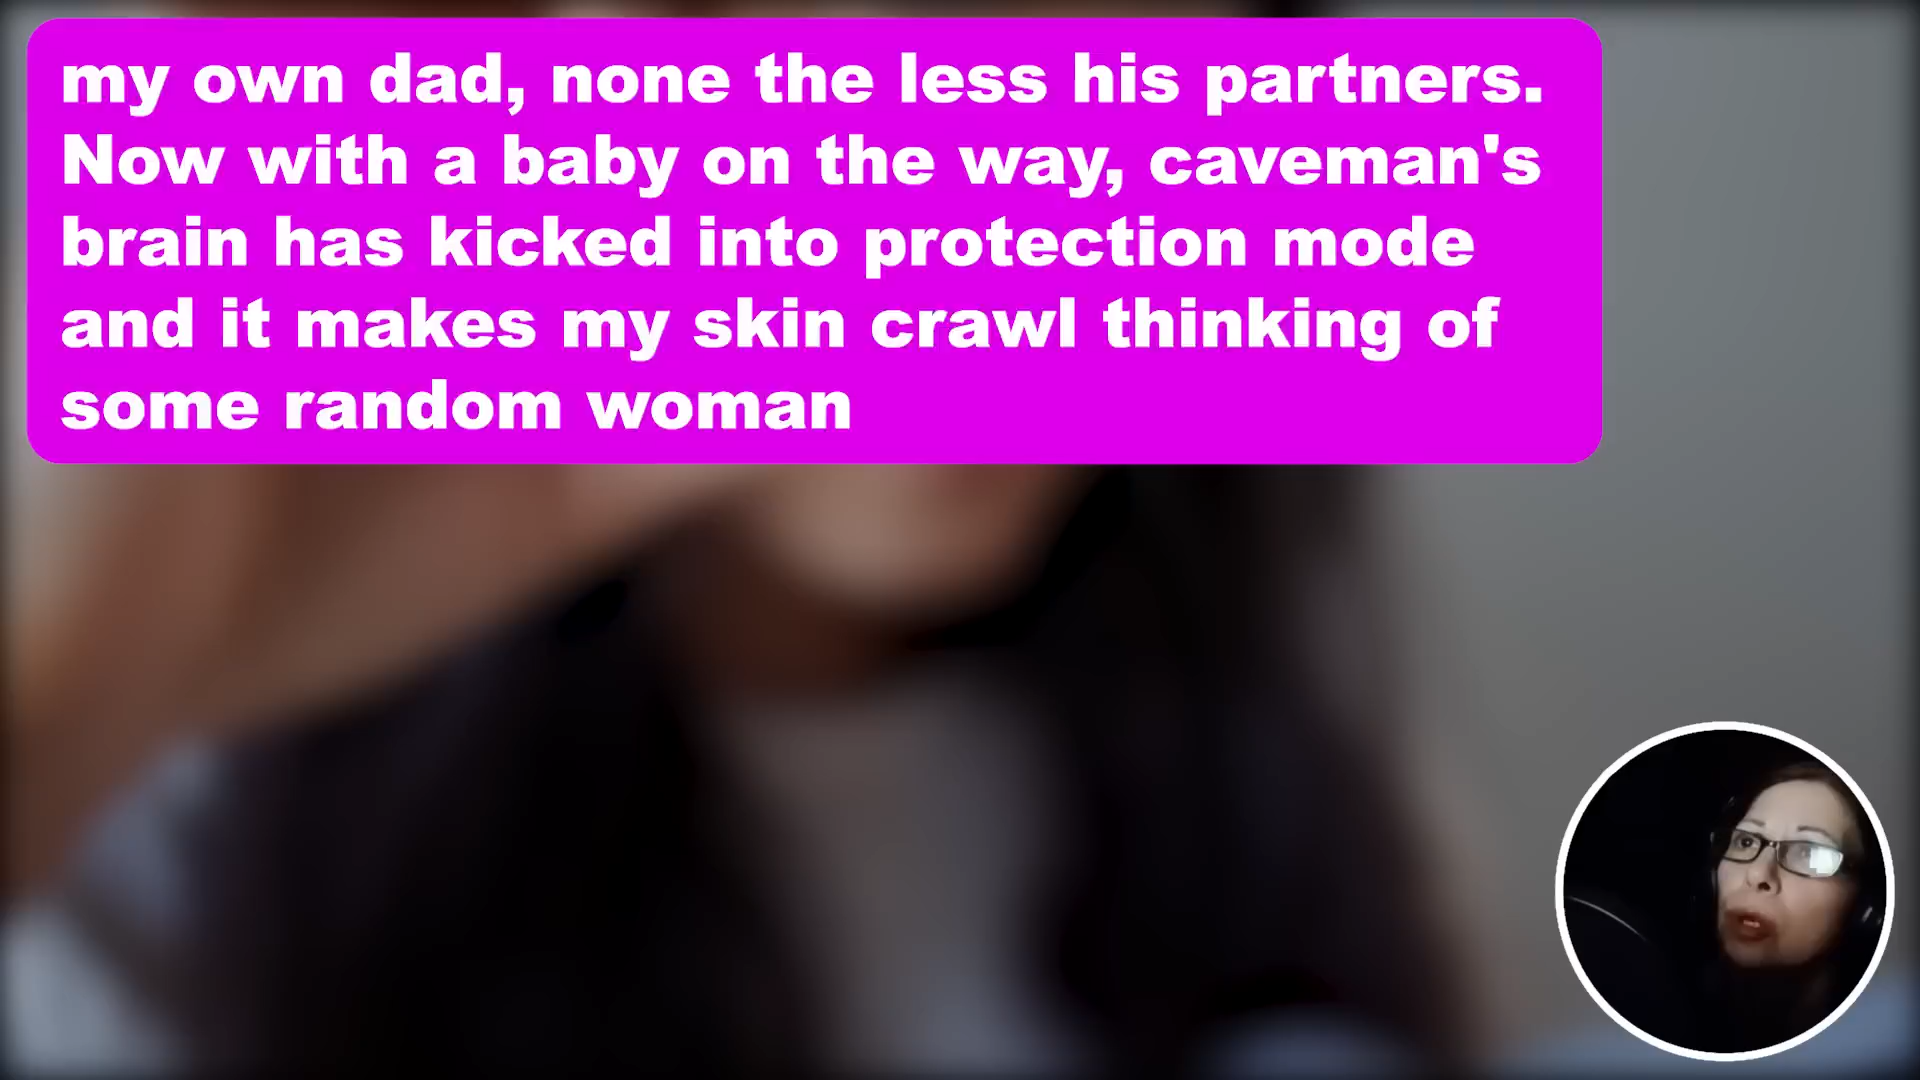 my own dad, none the less his partners.
Now with a baby on the way, caveman's
brain has kicked into protection mode
and it makes my skin crawl thinking of
some random woman